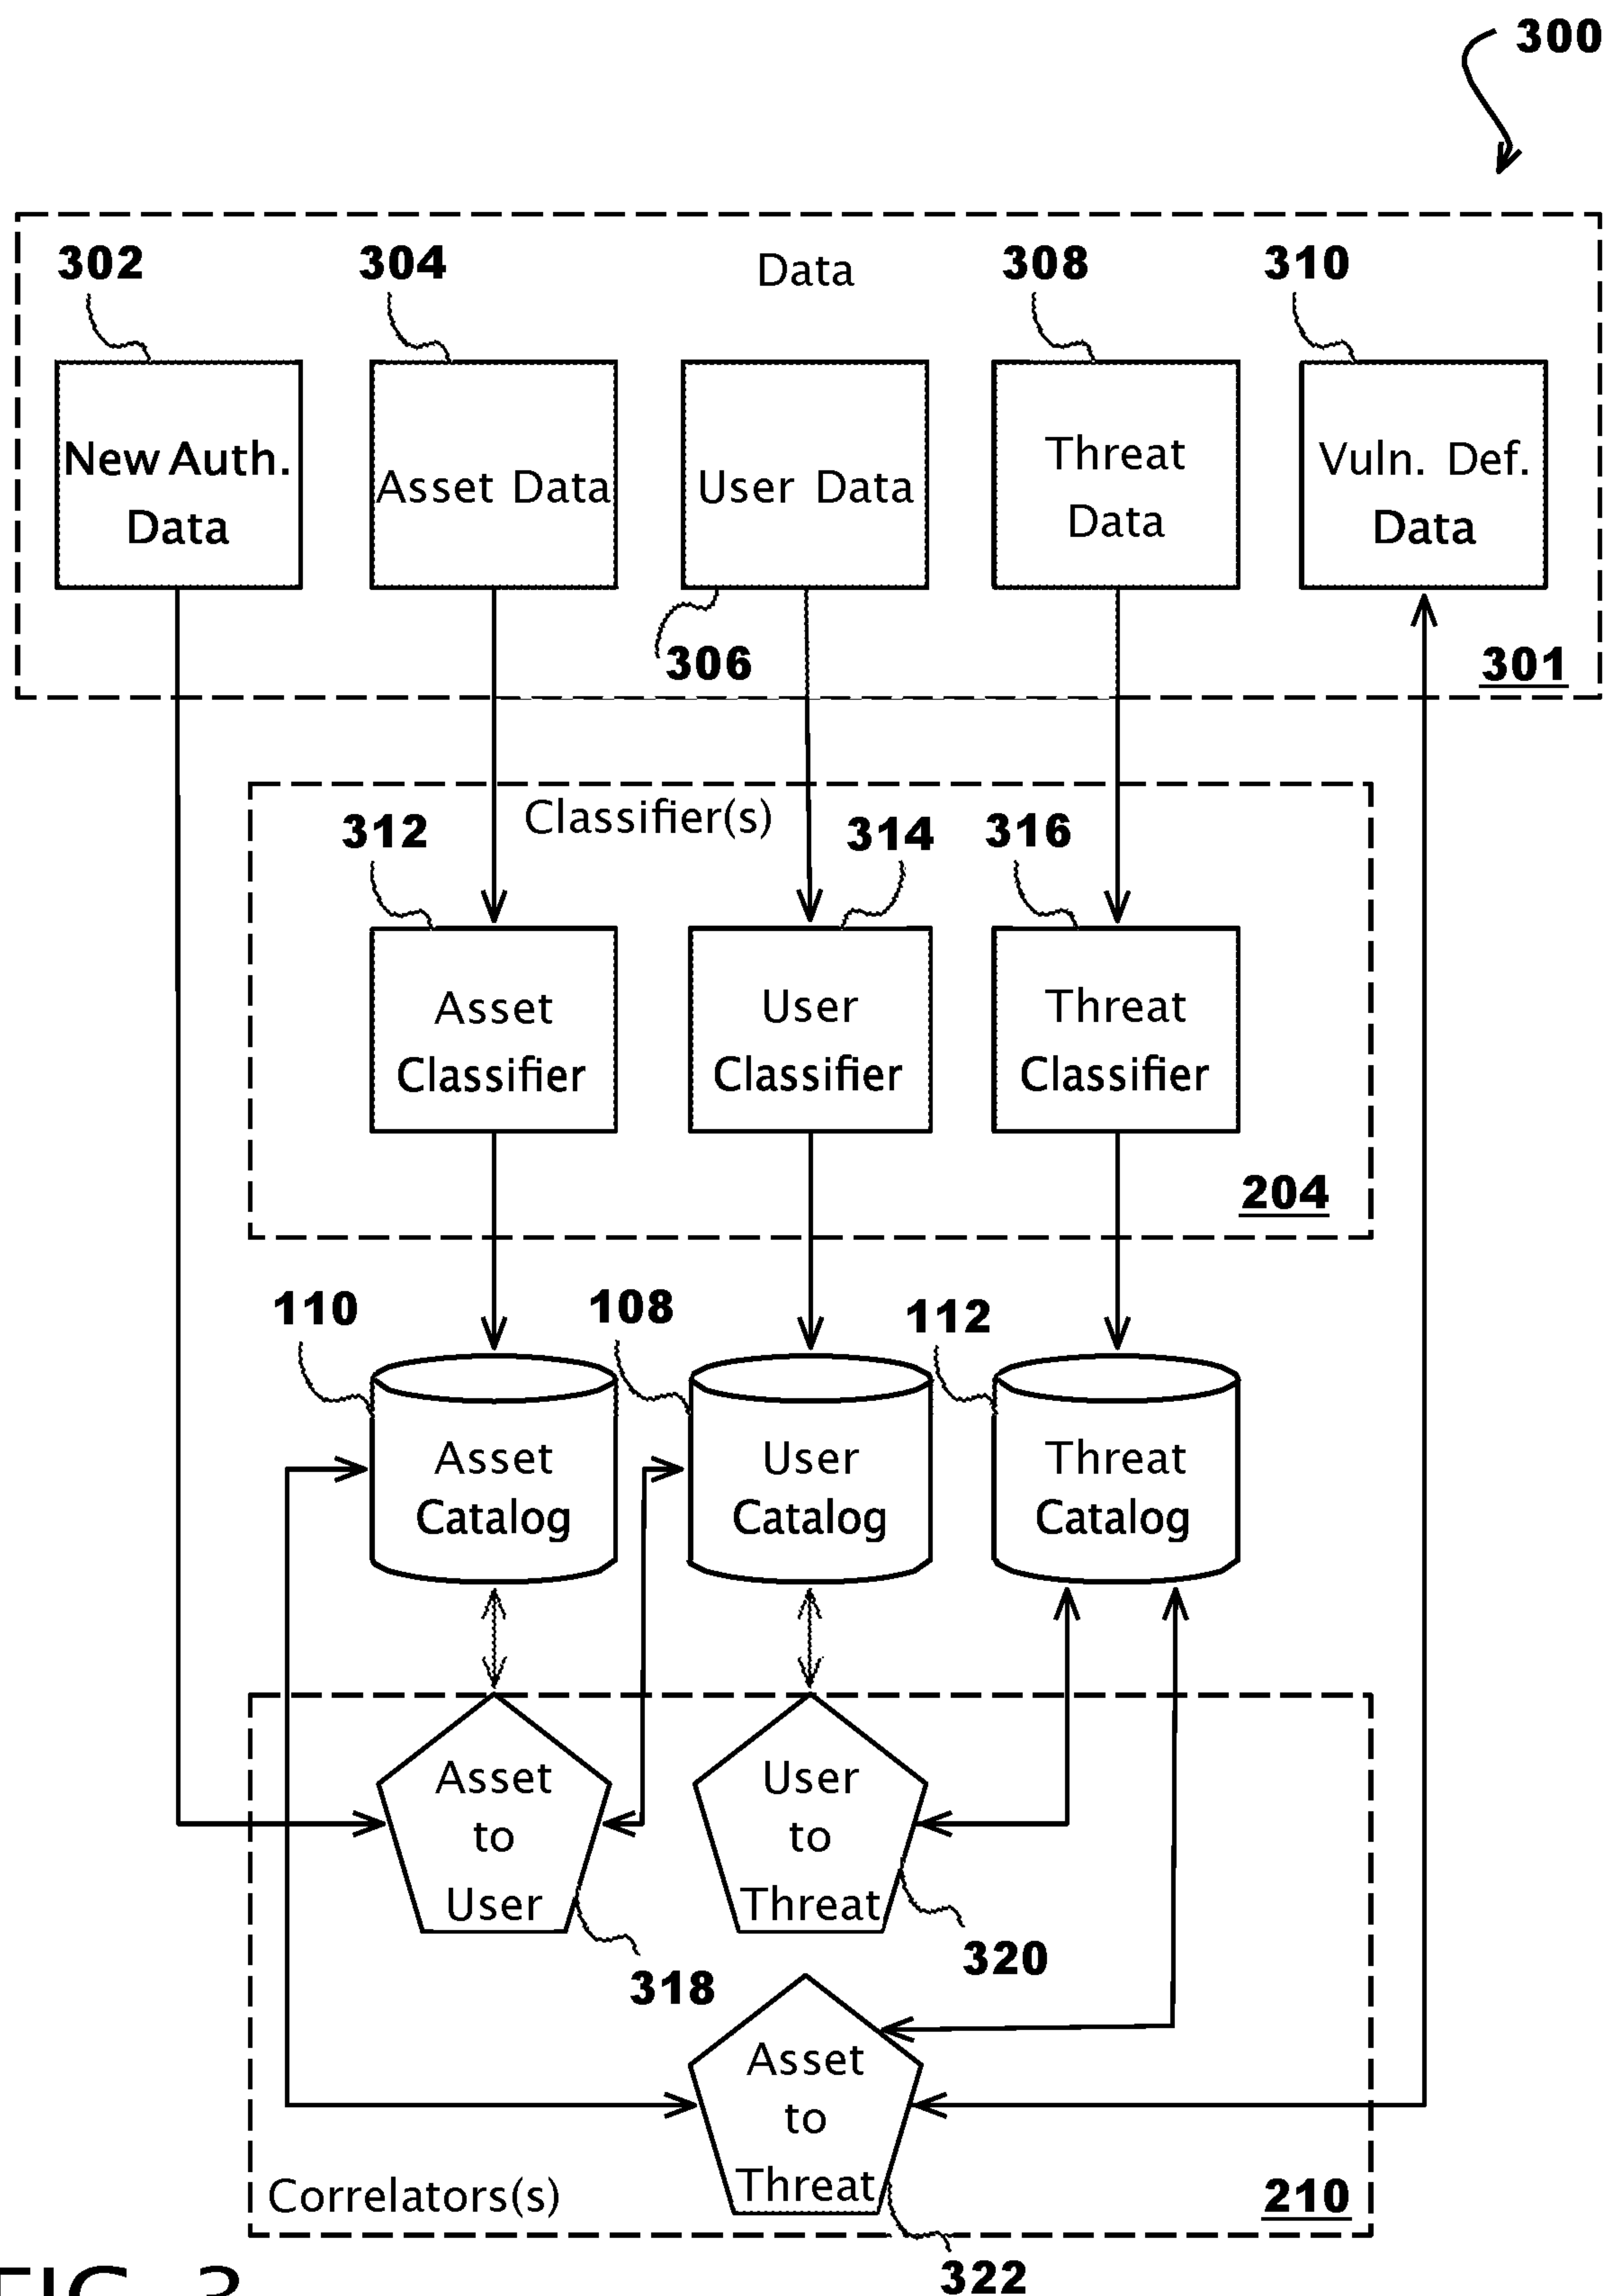 300
302
304
Data
308
310
New Auth.
Data
Asset Data
User Data
Threat
Data
Vuln. Def.
Data
306
301
Classifier(s)
312
314
316
Asset
Classifier
User
Classifier
Threat
Classifier
204
110
108
112
Asset
Catalog
User
Catalog
Threat
Catalog
Asset
to
User
User
to
Threat
318
320
Asset
to
Threat
Correlators(s)
210
322
FIG. 3